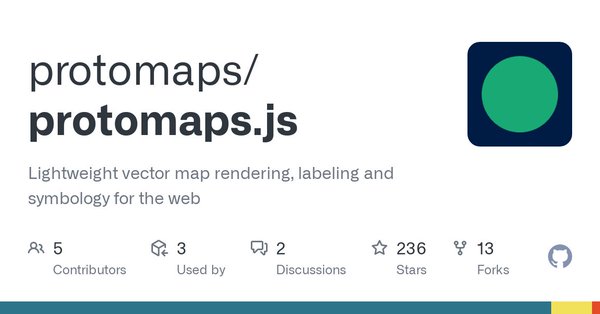 protomaps/
protomaps.js
Lightweight vector map rendering, labeling and
symbology for the web
5 3 2 236 13
Contributors Used by Discussions Stars Forks